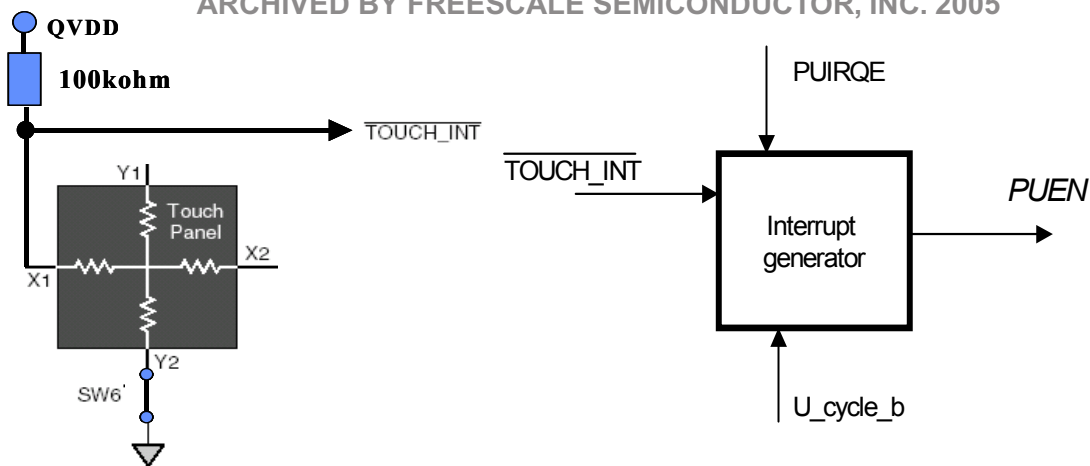 ARCHIVED BY FREESCALE SEMICONDUCTOR, INC. 2005
QVDD
100kohm
TOUCH_INT
Y1
Touch
Panel
X2
X1
Y2
SW6'
PUIRQE
TOUCH_INT
PUEN
Interrupt
generator
U_cycle_b